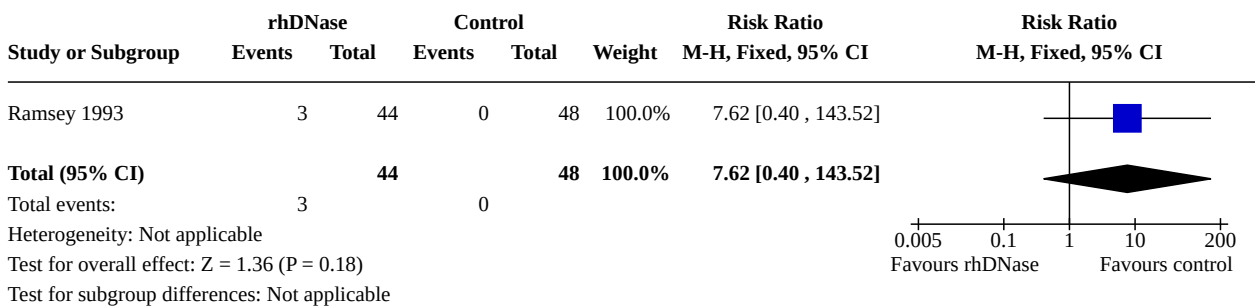 rhDNase Control Risk Ratio Risk Ratio
Study or Subgroup Events Total Events Total Weight M-H, Fixed, 95% CI M-H, Fixed, 95% CI
Ramsey 1993 3 44 0 48 100.0% 7.62 [0.40 , 143.52]
Total (95% CI) 44 48 100.0% 7.62 [0.40 , 143.52]
Total events: 3 0
Heterogeneity: Not applicable 0.005 0.1 1 10 200
Test for overall effect: Z = 1.36 (P = 0.18) Favours rhDNase Favours control
Test for subgroup differences: Not applicable